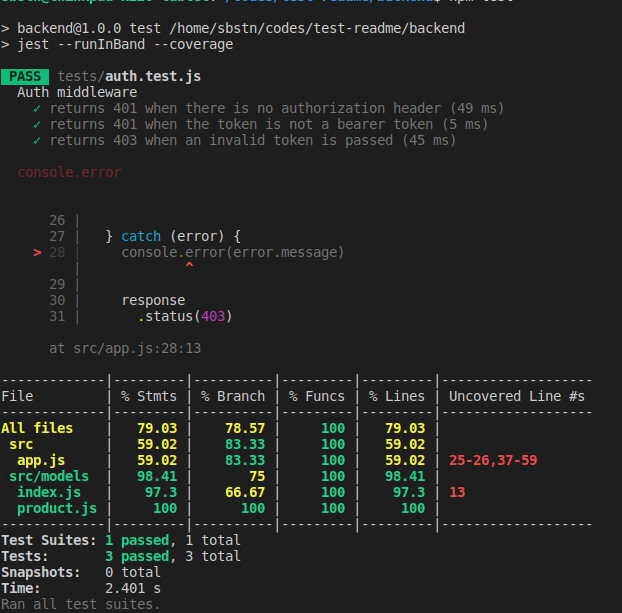 > backend@1.0.0 test /home/sbstn/codes/test-readme/backend
> jest --runInBand --coverage
PASS tests/auth.test.js
Auth middleware
✓ returns 401 when there is no authorization header (49 ms)
✓ returns 401 when the token is not a bearer token (5 ms)
✓ returns 403 when an invalid token is passed (45 ms)
console.error
26 |
27 | } catch (error) {
> 28 | console.error(error.message)
| ^
29 |
30 | response
31 | .status(403)
at src/app.js:28:13
-------------|---------|----------|---------|---------|-------------------
File | % Stmts | % Branch | % Funcs | % Lines | Uncovered Line #s
-------------|---------|----------|---------|---------|-------------------
All files | 79.03 | 78.57 | 100 | 79.03 |
src | 59.02 | 83.33 | 100 | 59.02 |
app.js | 59.02 | 83.33 | 100 | 59.02 | 25-26,37-59
src/models | 98.41 | 75 | 100 | 98.41 |
index.js | 97.3 | 66.67 | 100 | 97.3 | 13
product.js | 100 | 100 | 100 | 100 |
-------------|---------|----------|---------|---------|-------------------
Test Suites: 1 passed, 1 total
Tests: 3 passed, 3 total
Snapshots: 0 total
Time: 2.401 s
Ran all test suites.